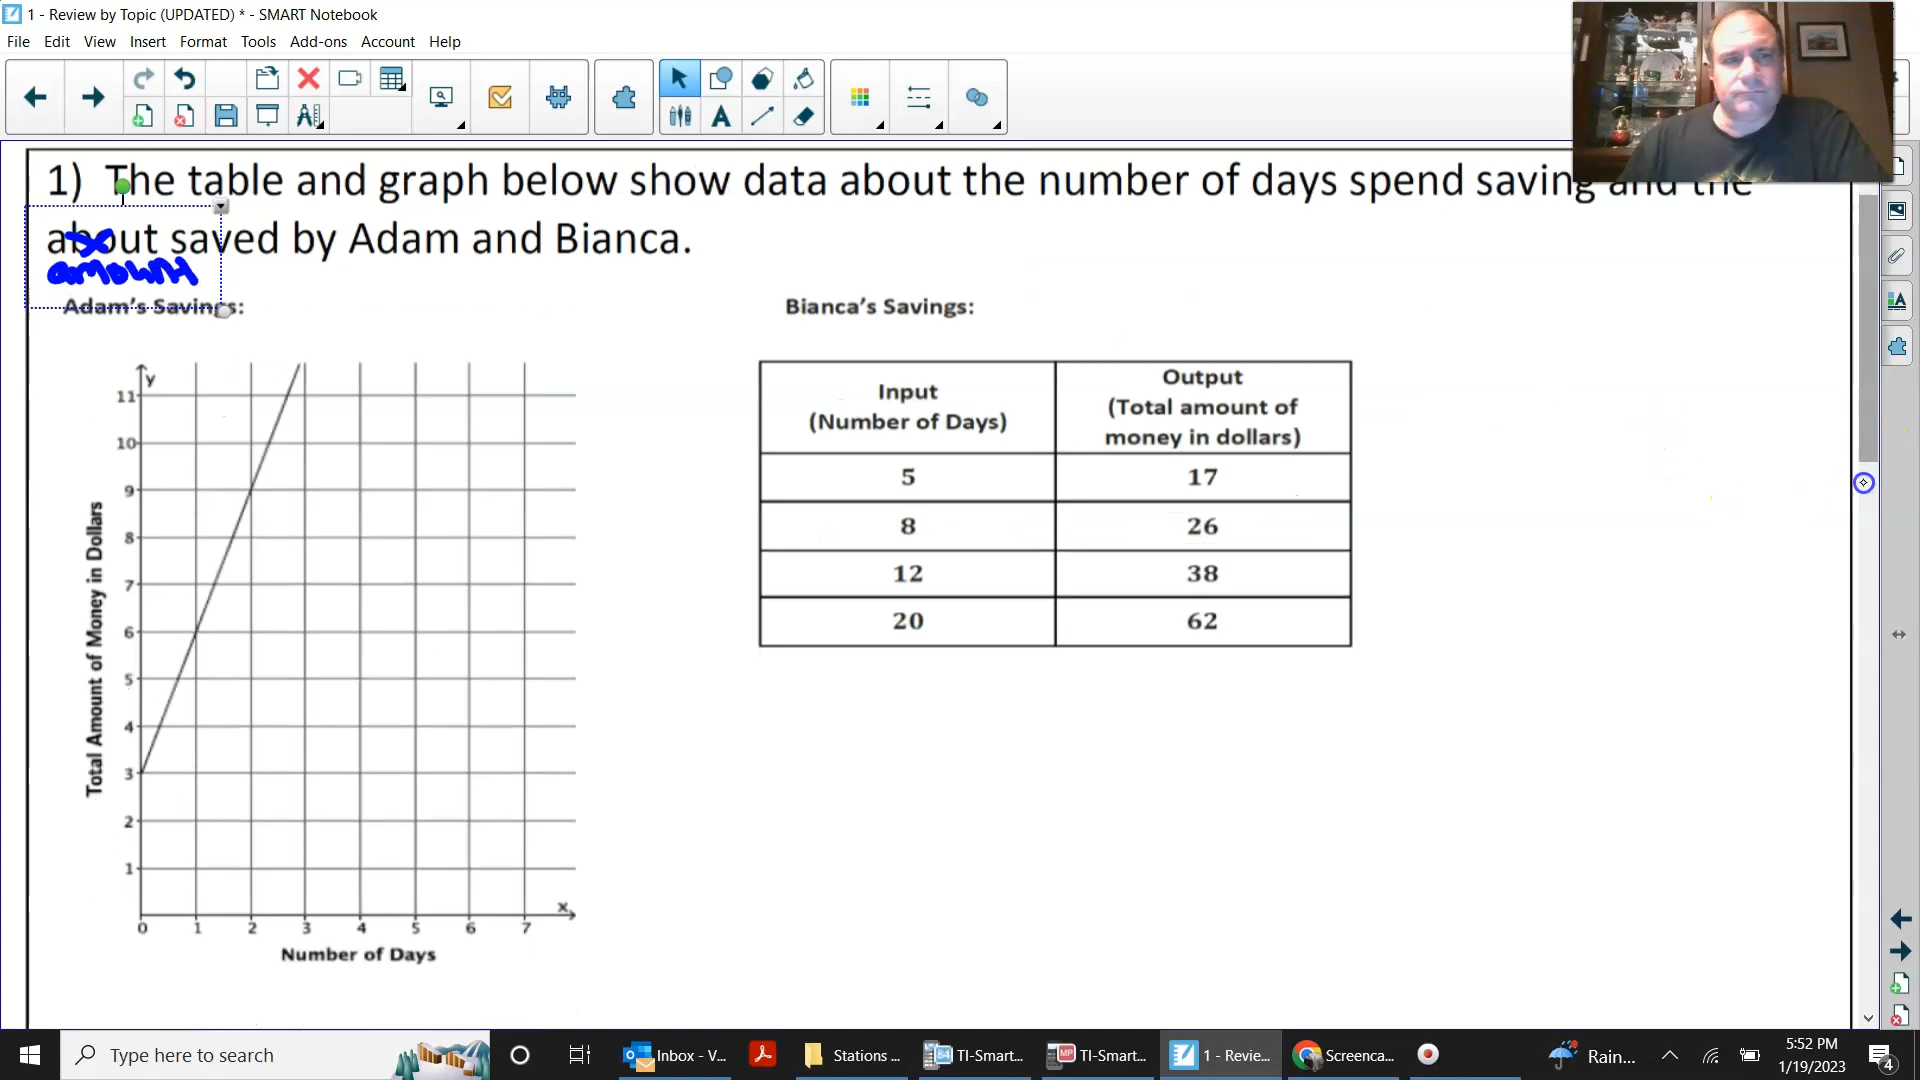 1 - Review by Topic (UPDATED) * - SMART Notebook
File Edit View Insert Format Tools Add-ons Account Help
1) The table and graph below show data about the number of days spend saving and the
about saved by Adam and Bianca.
x
amount
Adam's Savings:
Bianca's Savings:
y
11
10
9
8
7
6
5
4
3
2
1
0 1 2 3 4 5 6 7
x
Total Amount of Money in Dollars
Number of Days
Input
(Number of Days)
Output
(Total amount of
money in dollars)
5 17
8 26
12 38
20 62
Type here to search
Inbox - V...
Stations ...
TI-Smart...
TI-Smart...
1 - Revie...
Screenca...
Rain...
5:52 PM
1/19/2023
4